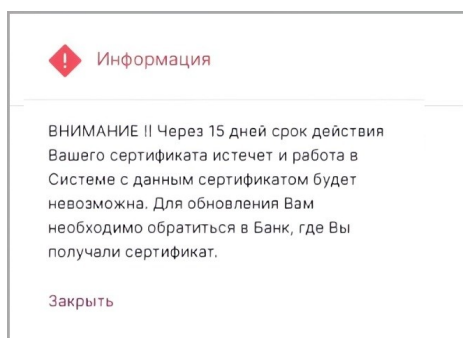 Информация
ВНИМАНИЕ !! Через 15 дней срок действия
Вашего сертификата истечет и работа в
Системе с данным сертификатом будет
невозможна. Для обновления Вам
необходимо обратиться в Банк, где Вы
получали сертификат.
Закрыть